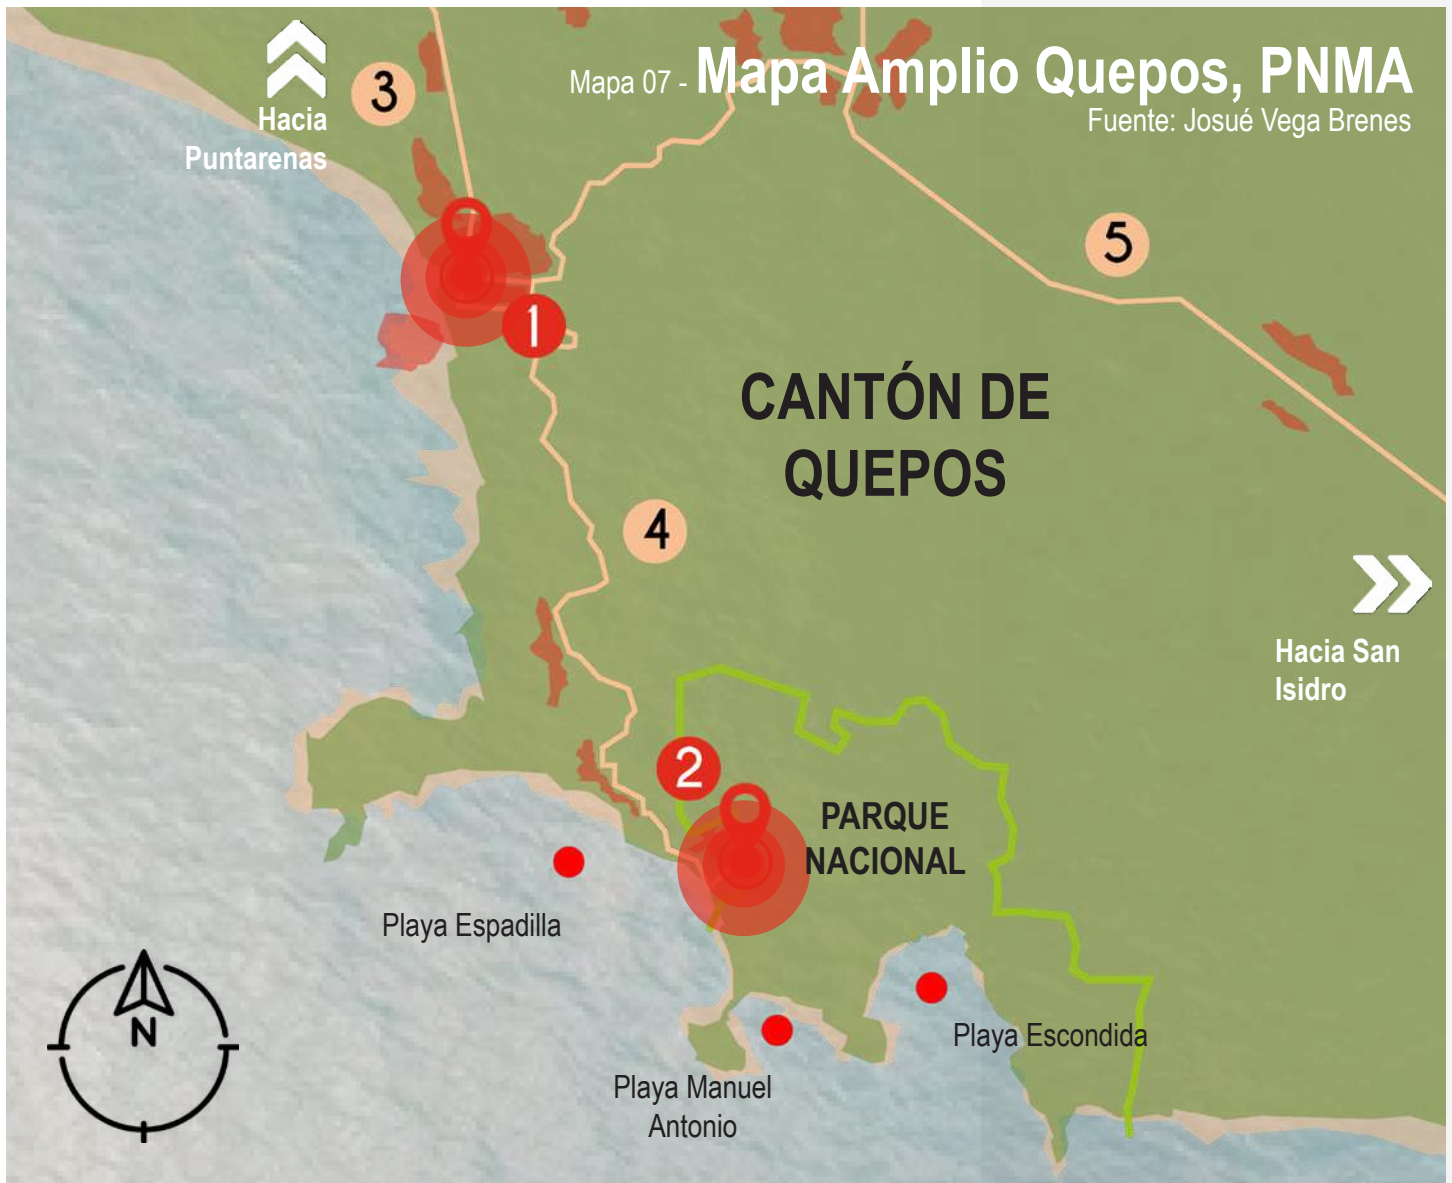 Mapa 07 - Mapa Amplio Quepos, PNMA
Fuente: Josué Vega Brenes
Hacia
Puntarenas
3
5
1
CANTÓN DE
QUEPOS
4
Hacia San
Isidro
2
PARQUE
NACIONAL
Playa Espadilla
N
Playa Escondida
Playa Manuel
Antonio